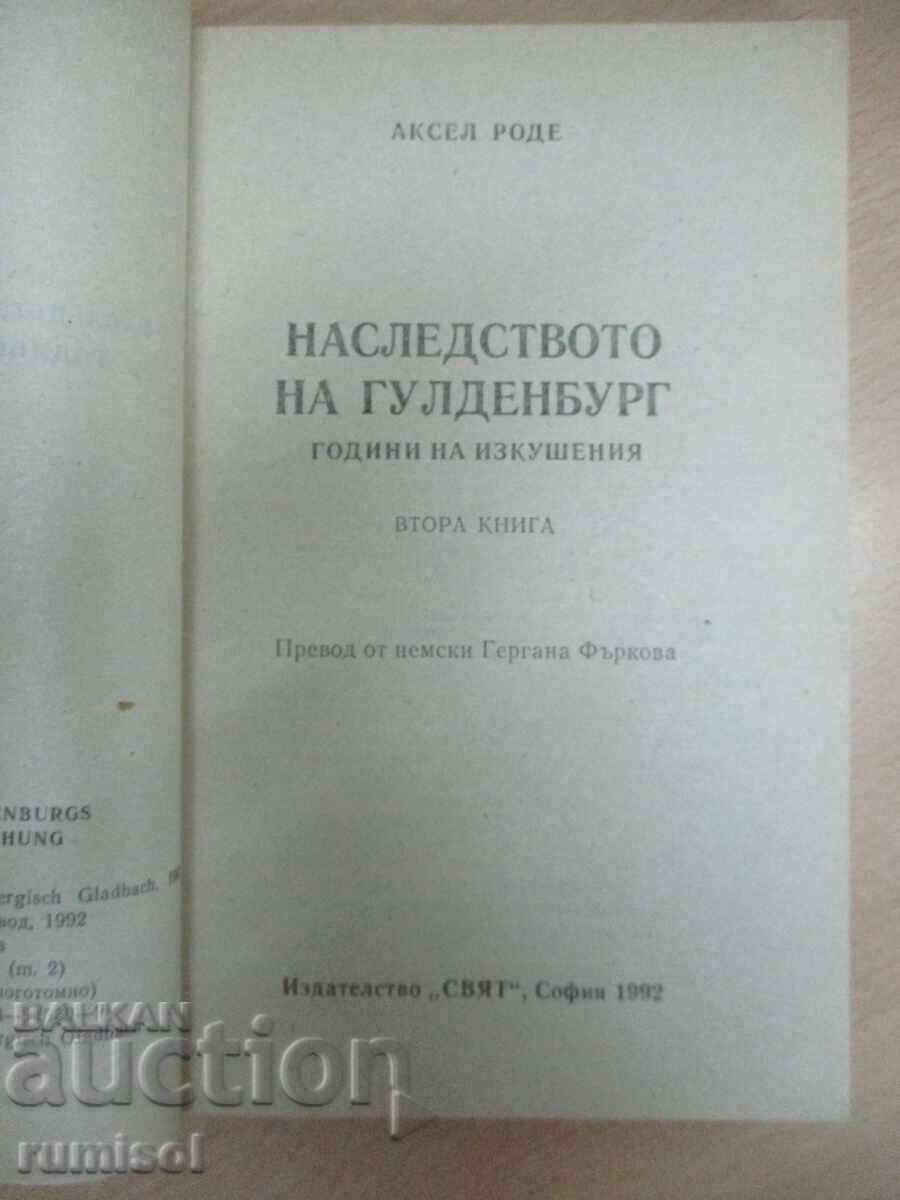 АКСЕЛ РОДЕ
НАСЛЕДСТВОТО
НА ГУЛДЕНБУРГ
ГОДИНИ НА ИЗКУШЕНИЯ
ВТОРА КНИГА
Превод от немски Гергана Фъркова
Издателство „СВЯТ“, София 1992
ENBURGS
HUNG
ergisch Gladbach,
вод, 1992
(m. 2)
ноготомно)
BALKAN
auction
rumisol